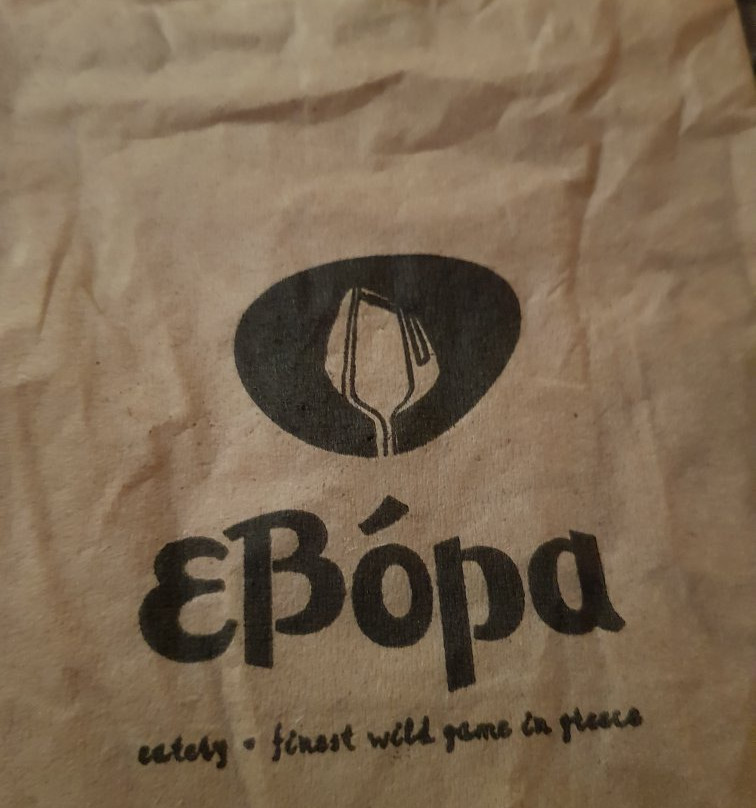 εβόρα
eatery • finest wild game in greece